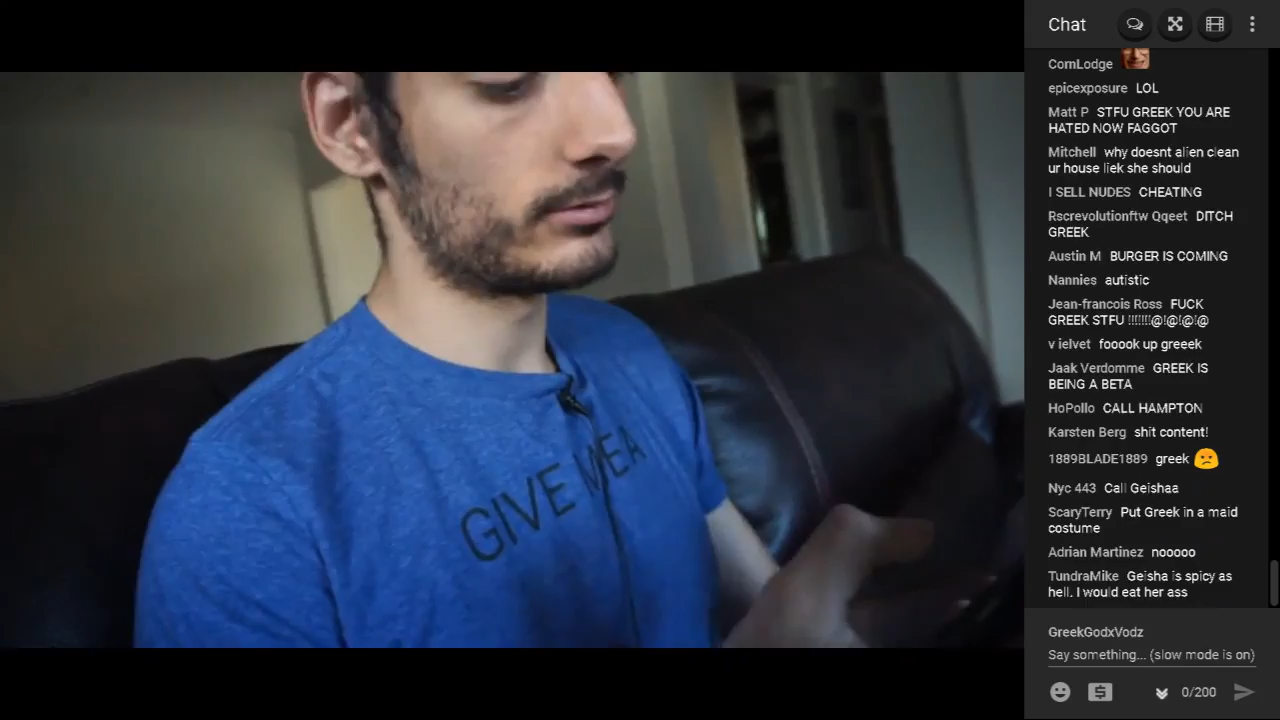 GIVE
Chat
ComLodge
epicexposure LOL
Matt P STFU GREEK YOU ARE
HATED NOW FAGGOT
Mitchell why doesnt alien clean
ur house liek she should
I SELL NUDES CHEATING
Rscrevolutionftw Qqeet DITCH
GREEK
Austin M BURGER IS COMING
Nannies autistic
Jean-francois Ross FUCK
GREEK STFU !!!!!!!@!@!@!@
v ielvet fooook up greeek
Jaak Verdomme GREEK IS
BEING A BETA
HoPollo CALL HAMPTON
Karsten Berg shit content!
1889BLADE1889 greek
Nyc 443 Call Geishaa
ScaryTerry Put Greek in a maid
costume
Adrian Martinez nooooo
TundraMike Geisha is spicy as
hell, I would eat her ass
GreekGodxVodz
Say something... (slow mode is on)
0/200